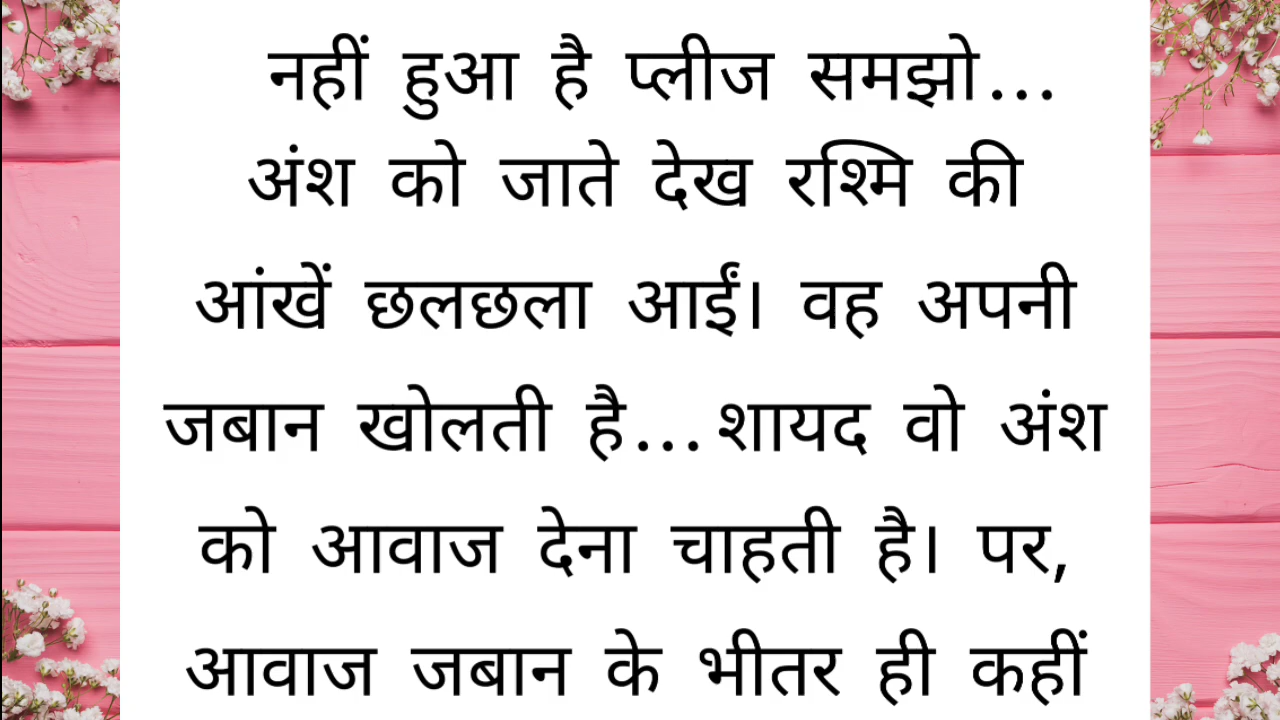 नहीं हुआ है प्लीज समझो...
अंश को जाते देख रश्मि की
आंखें छलछला आईं। वह अपनी
जबान खोलती है...शायद वो अंश
को आवाज देना चाहती है। पर,
आवाज जबान के भीतर ही कहीं